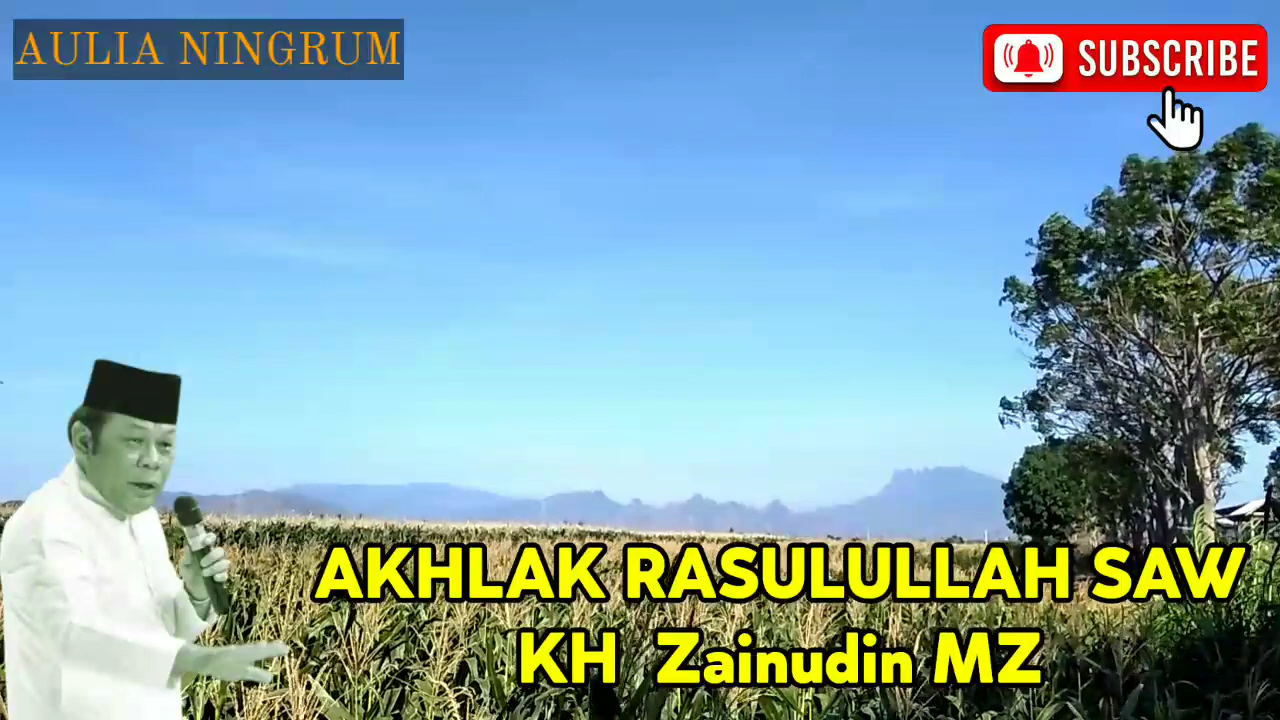 AULIA NINGRUM
SUBSCRIBE
AKHLAK RASULULLAH SAW
KH Zainudin MZ